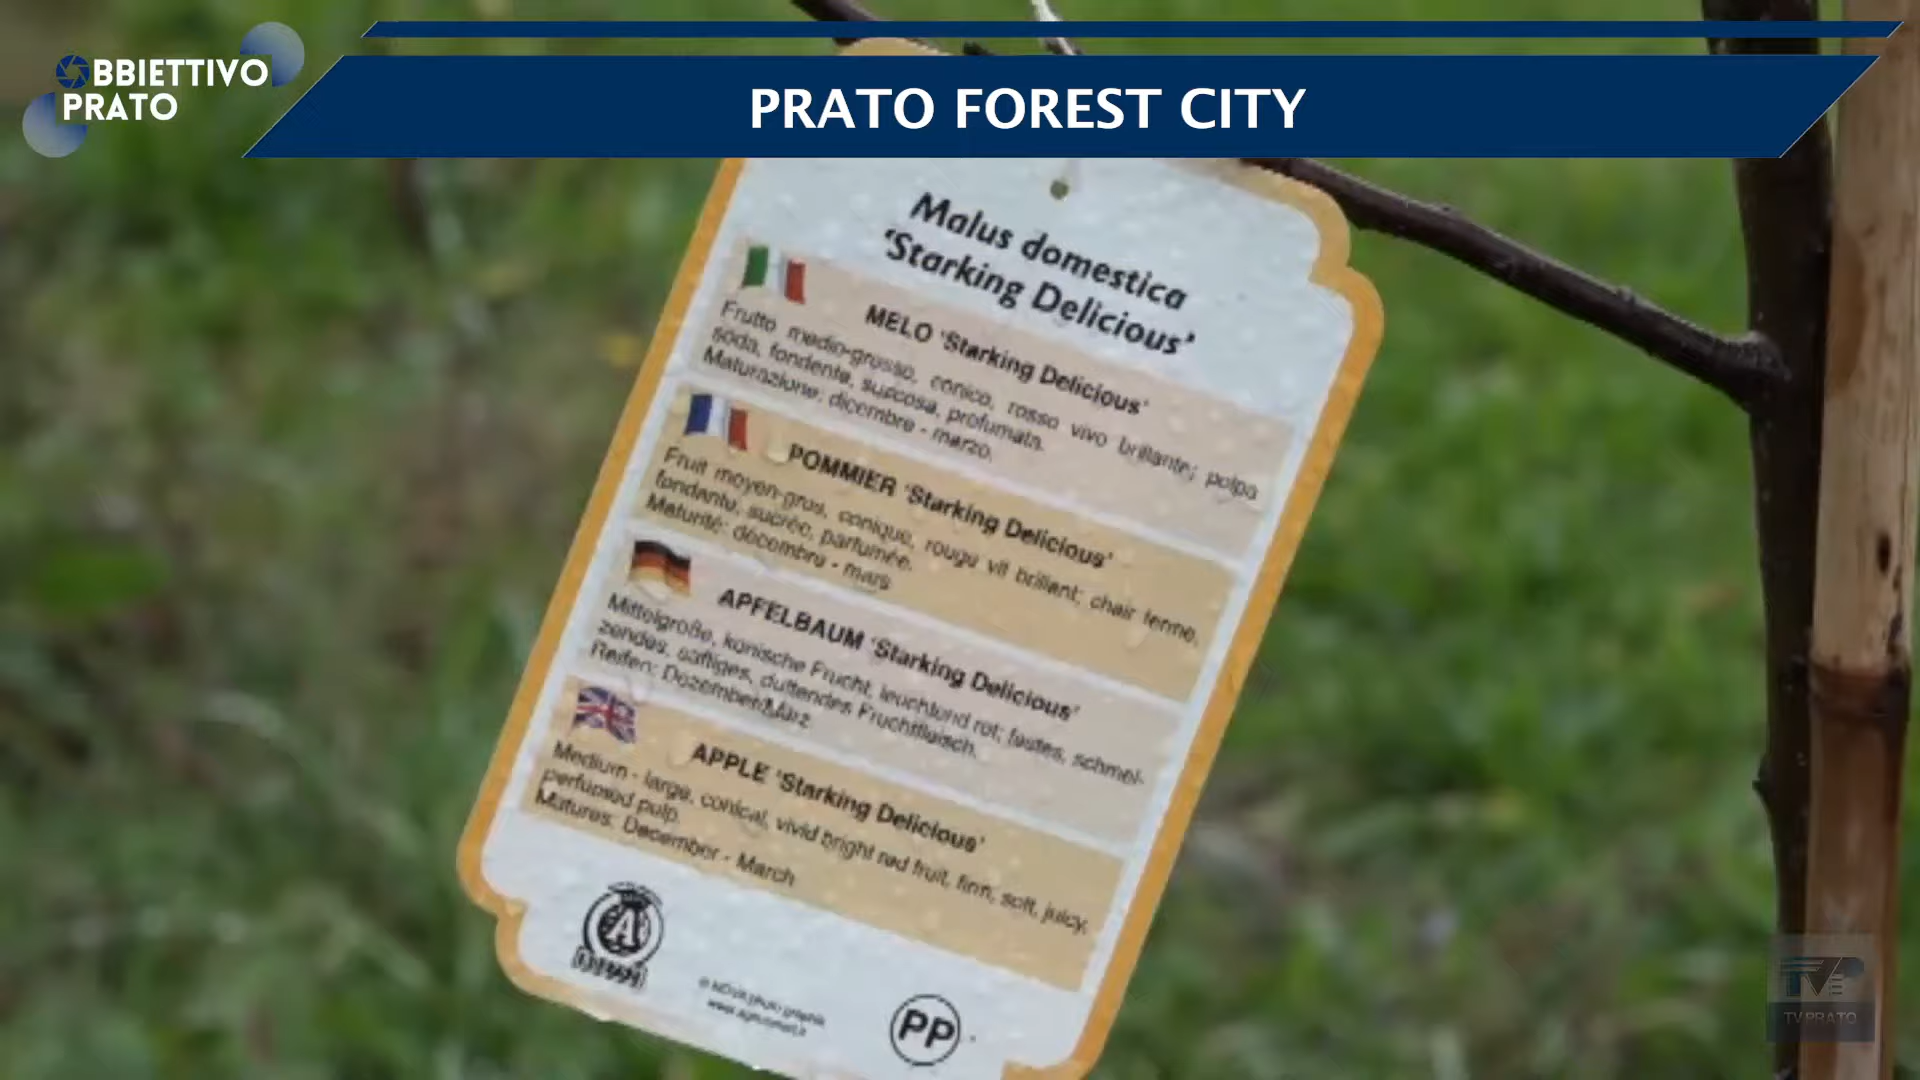 OBBIETTIVO
PRATO
PRATO FOREST CITY
Malus domestica
'Starking Delicious'
MELO 'Starking Delicious'
Frutto medio-grosso, conico, rosso vivo brillante; polpa
soda, fondente, succosa, profumata.
Maturazione: dicembre - marzo.
POMMIER 'Starking Delicious'
Fruit moyen-gros, conique, rouge vif brillant; chair ferme,
fondante, sucrée, parfumée.
Maturité: décembre - mars
APFELBAUM 'Starking Delicious'
Mittelgroße, konische Frucht, leuchtend rot; festes, schmel-
zendes, saftiges, duftendes Fruchtfleisch.
Reifen: Dezember/März
APPLE 'Starking Delicious'
Medium - large, conical, vivid bright red fruit, firm, soft, juicy,
perfumed pulp.
Matures: December - March
A
PP
TVP
TV PRATO